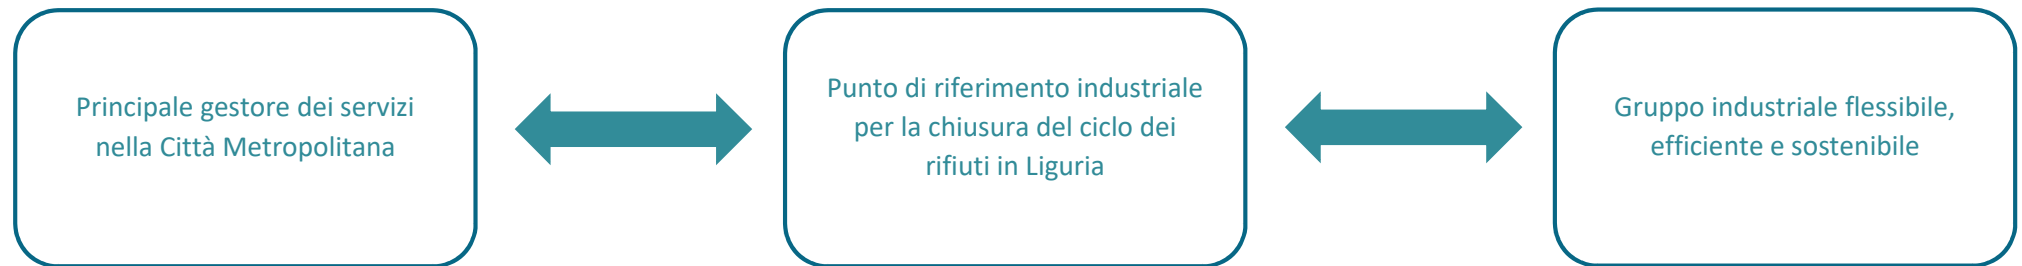 Principale gestore dei servizi
nella Città Metropolitana
Punto di riferimento industriale
per la chiusura del ciclo dei
rifiuti in Liguria
Gruppo industriale flessibile,
efficiente e sostenibile